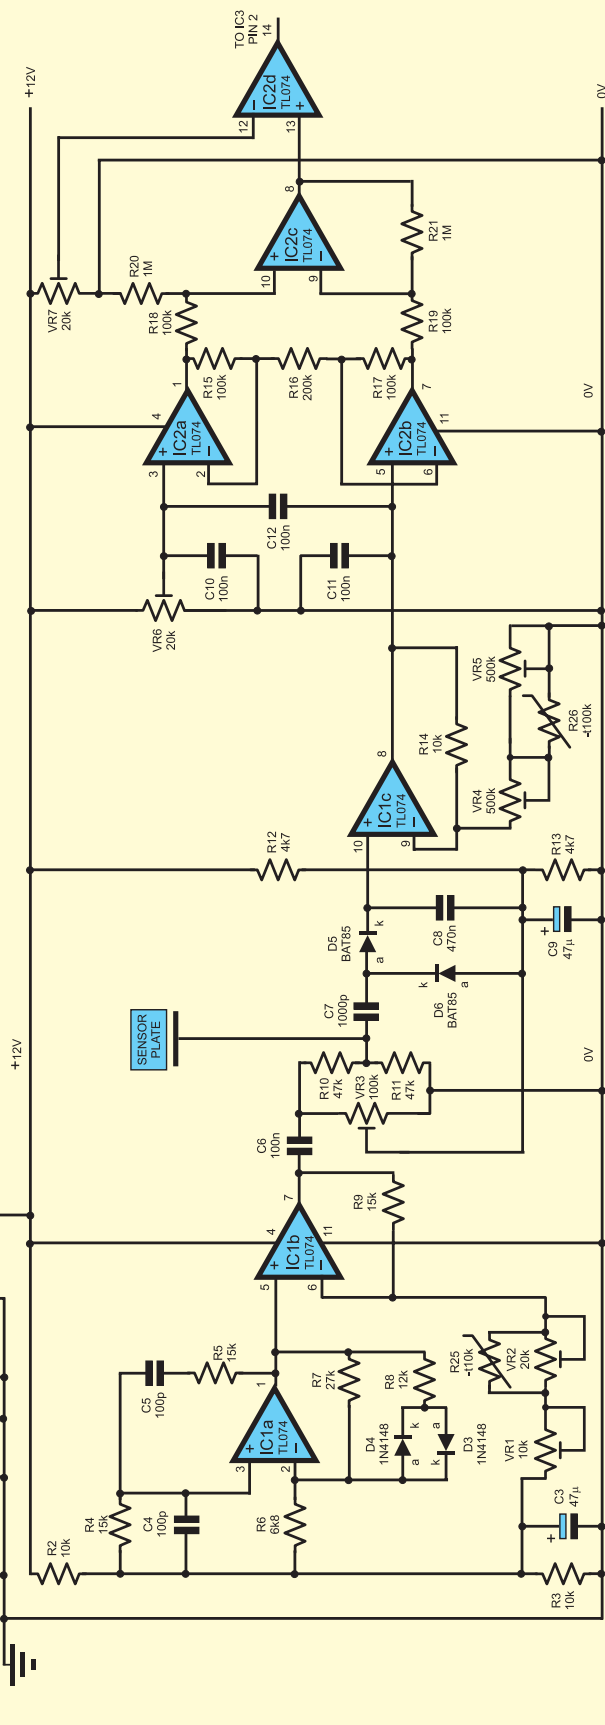 TO IC3
PIN 2
14
IC2d
TL074
12
−
13
+
+12V
0V
8
IC2c
TL074
10
+
9
−
R20
1M
VR7
20k
R18
100k
R21
1M
R19
100k
1
4
IC2a
TL074
3
+
2
−
R15
100k
R16
200k
R17
100k
7
11
IC2b
TL074
5
+
6
−
0V
C12
100n
C10
100n
C11
100n
VR6
20k
VR5
500k
R26
-t100k
VR4
500k
R14
10k
8
IC1c
TL074
10
+
9
−
R12
4k7
R13
4k7
D5
BAT85
k
a
C8
470n
C9
47µ
+
D6
BAT85
k
a
C7
1000p
SENSOR
PLATE
+12V
0V
R10
47k
VR3
100k
R11
47k
C6
100n
R9
15k
7
4
11
IC1b
TL074
5
+
6
−
R5
15k
C5
100p
R7
27k
R8
12k
R25
-t10k
VR2
20k
1
IC1a
TL074
3
+
2
−
D4
1N4148
k
a
D3
1N4148
a
k
VR1
10k
R4
15k
C4
100p
R6
6k8
C3
47µ
+
R2
10k
R3
10k